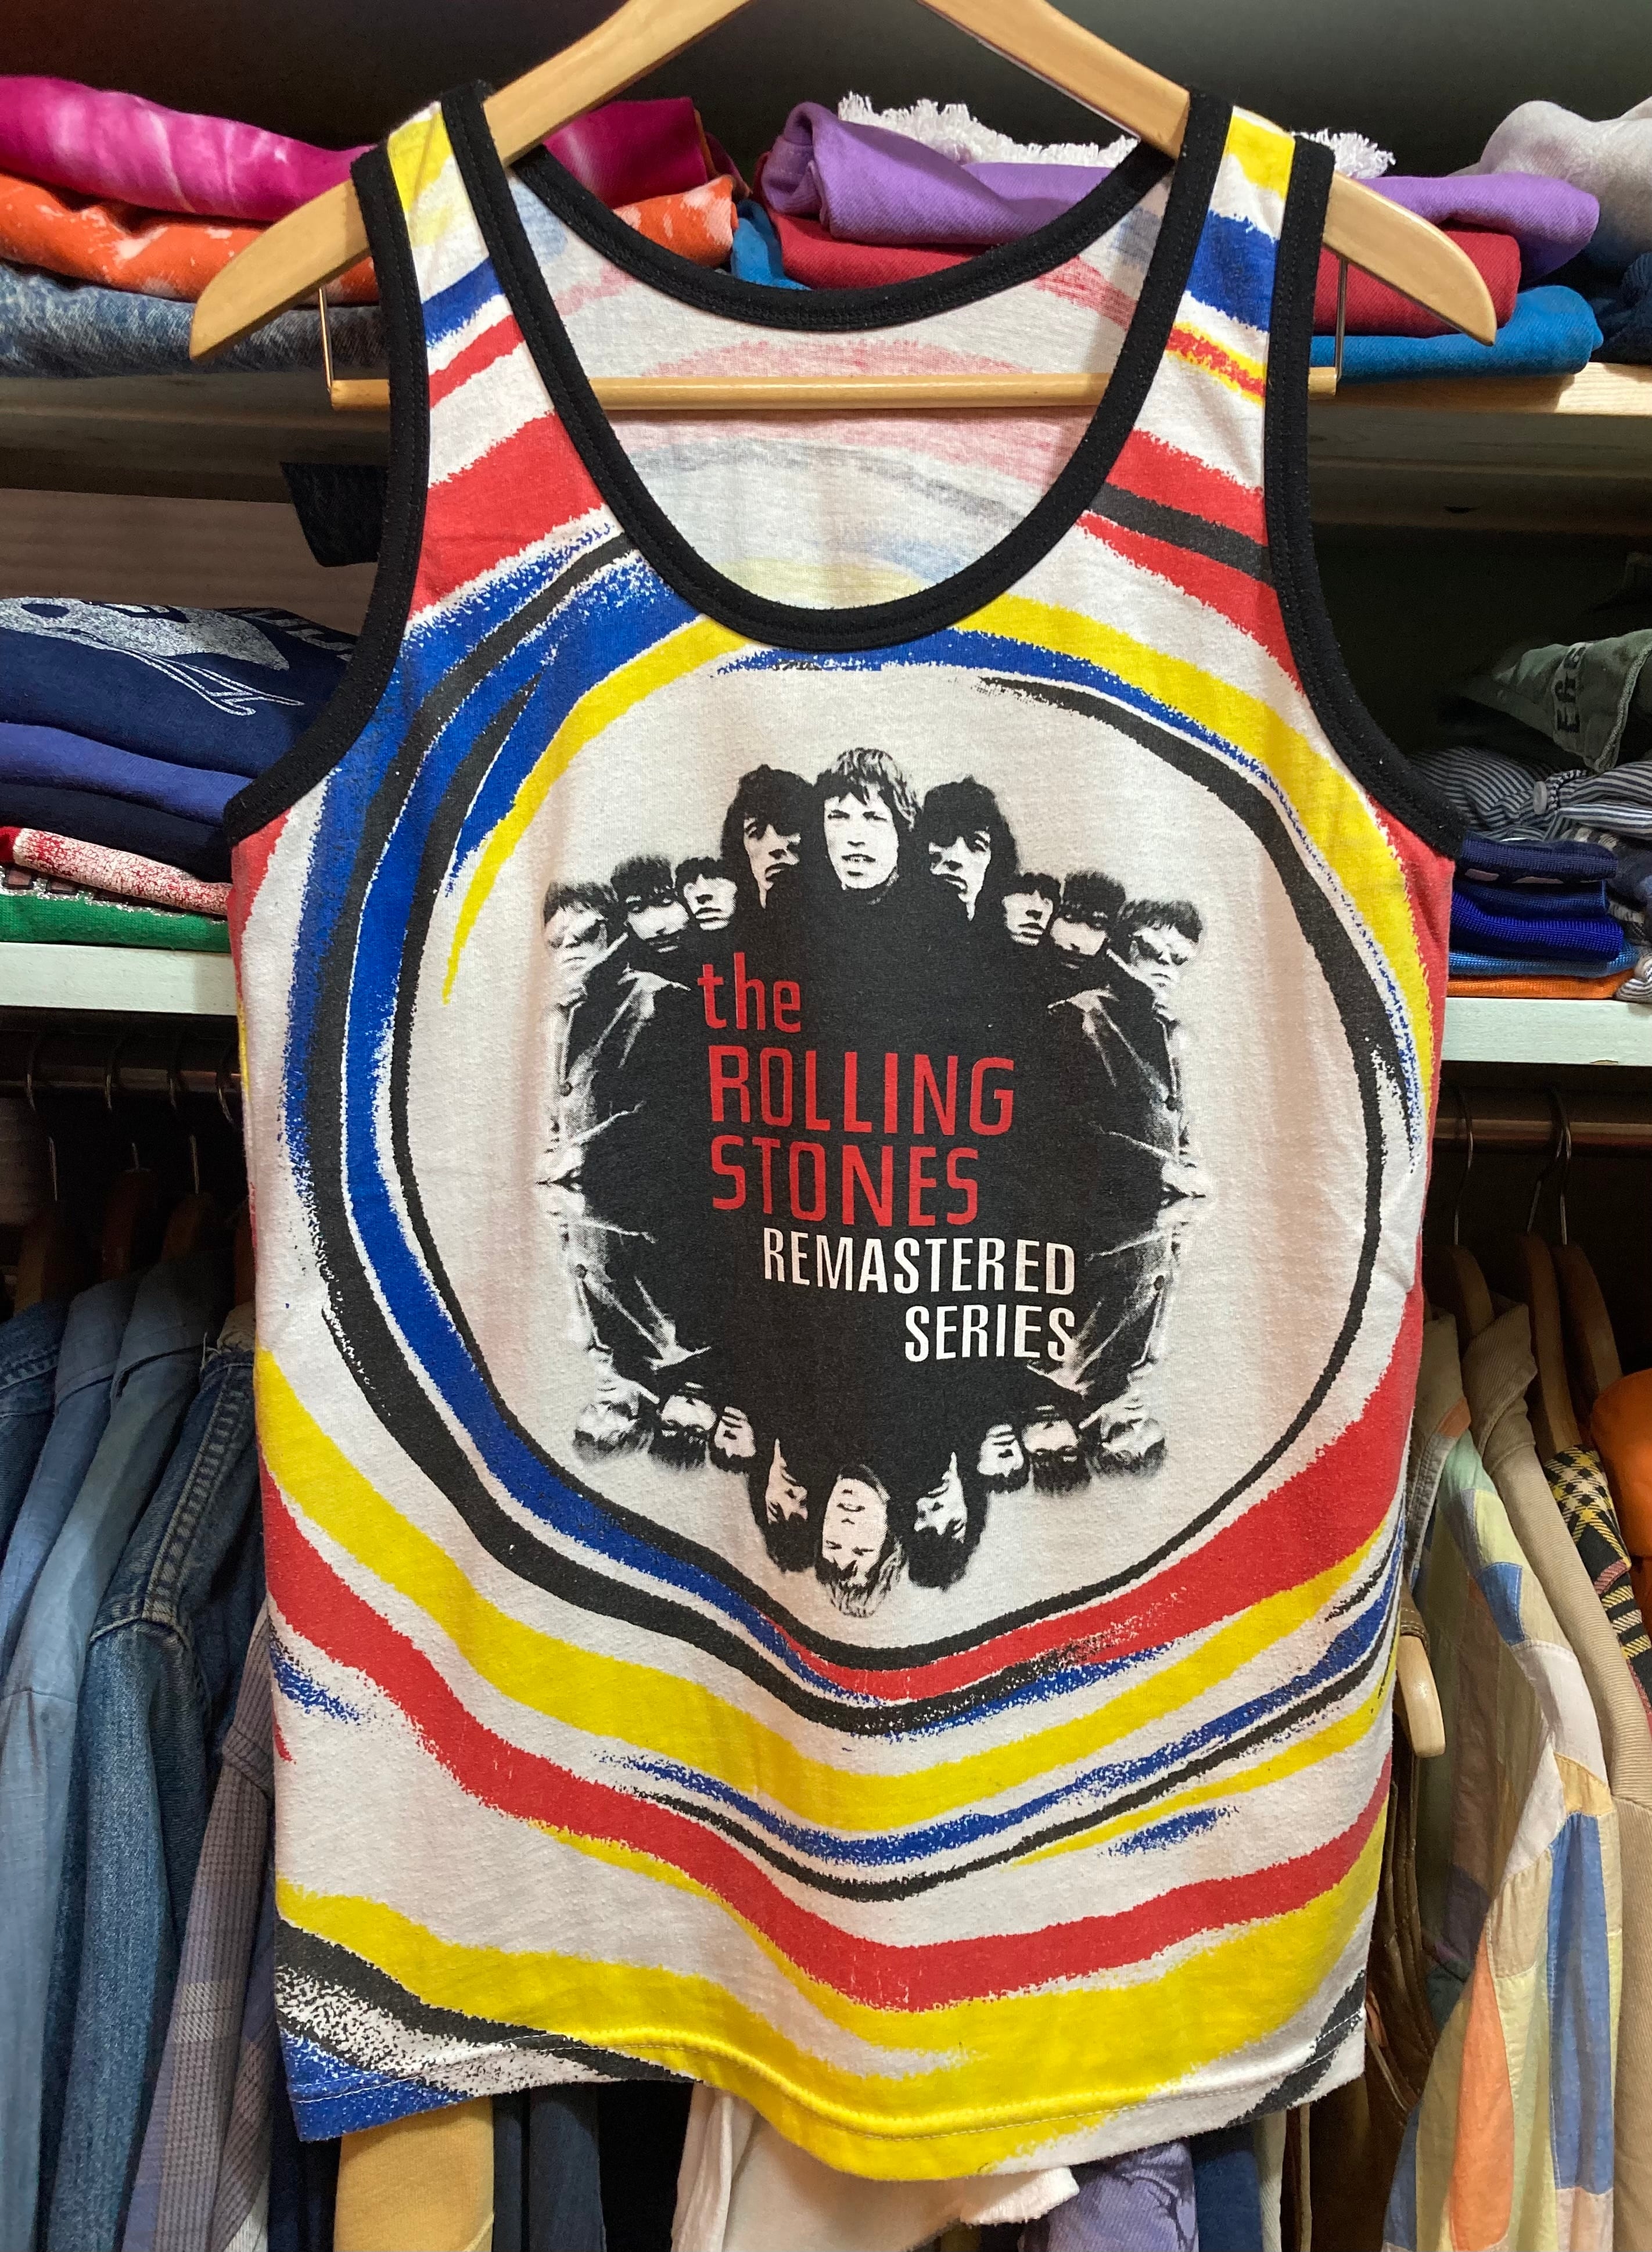 the
ROLLING
STONES
REMASTERED
SERIES